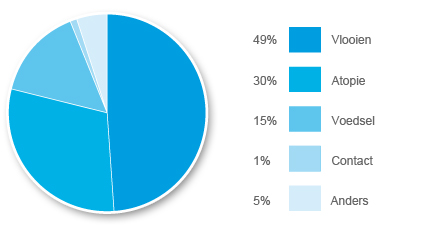 49% Vlooien
30% Atopie
15% Voedsel
1% Contact
5% Anders